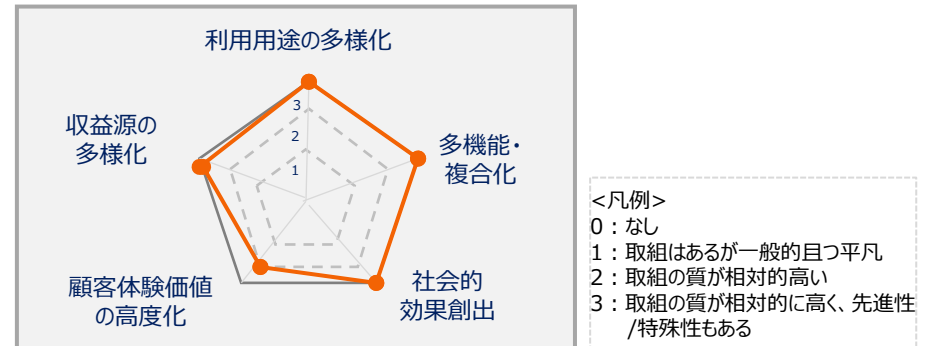 利用用途の多様化
3
2
1
収益源の
多様化
多機能・
複合化
顧客体験価値
の高度化
社会的
効果創出
<凡例>
0：なし
1：取組はあるが一般的且つ平凡
2：取組の質が相対的高い
3：取組の質が相対的に高く、先進性
/特殊性もある